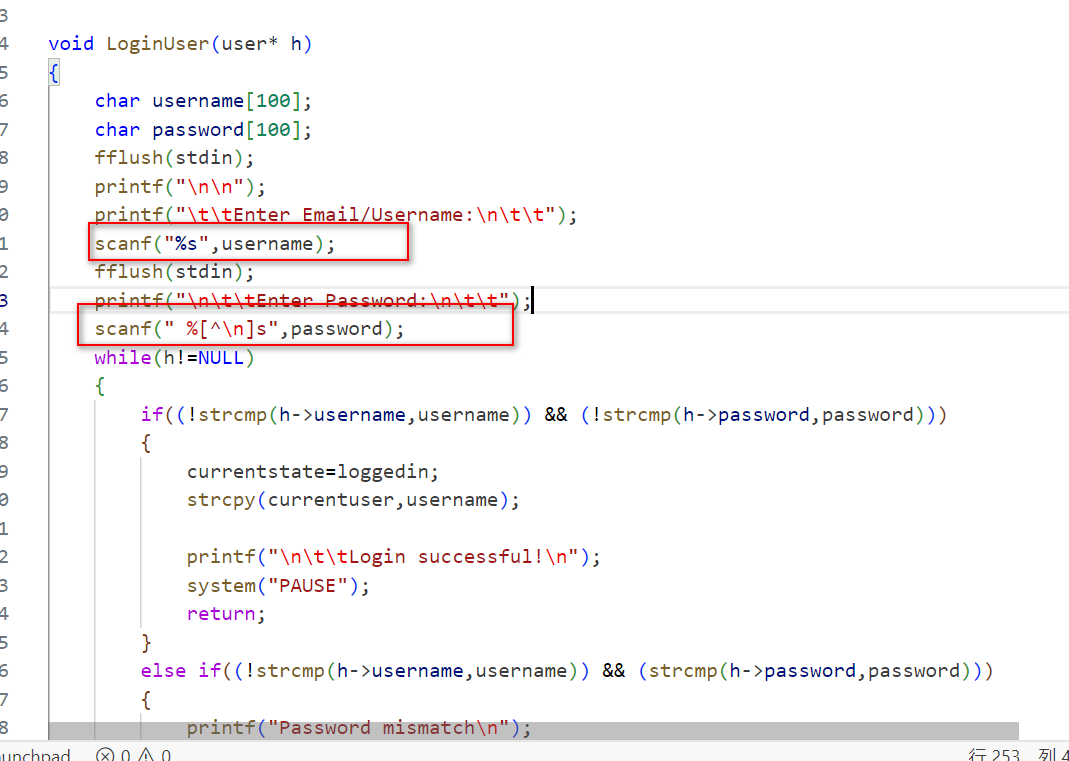 3
4 void LoginUser(user* h)
5 {
6 char username[100];
7 char password[100];
8 fflush(stdin);
9 printf("\n\n");
0 printf("\t\tEnter Email/Username:\n\t\t");
1 scanf("%s",username);
2 fflush(stdin);
3 printf("\n\t\tEnter Password:\n\t\t");
4 scanf(" %[^\n]s",password);
5 while(h!=NULL)
6 {
7 if((!strcmp(h->username,username)) && (!strcmp(h->password,password)))
8 {
9 currentstate=loggedin;
0 strcpy(currentuser,username);
1
2 printf("\n\t\tLogin successful!\n");
3 system("PAUSE");
4 return;
5 }
6 else if((!strcmp(h->username,username)) && (strcmp(h->password,password)))
7 {
8 printf("Password mismatch\n");
unchpad 0 0 行 253 列 4